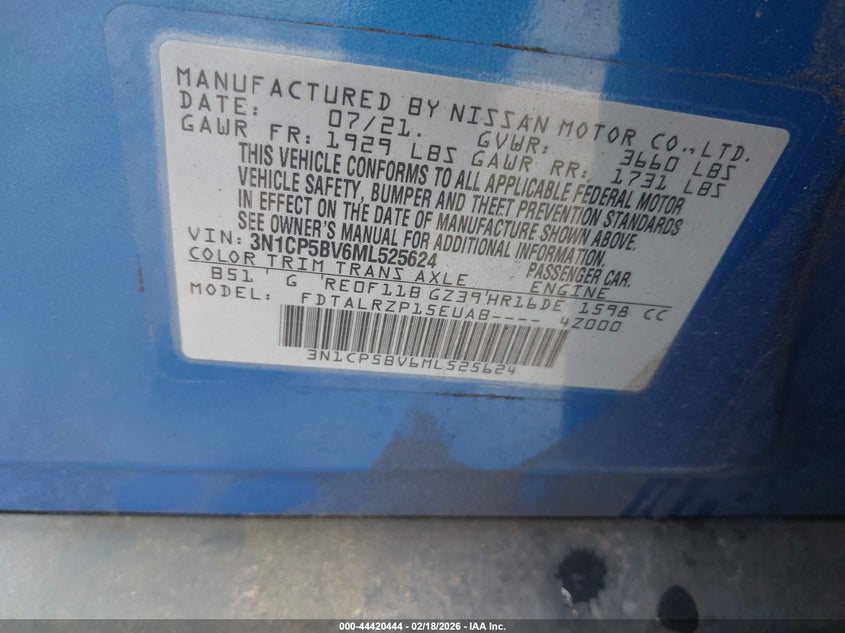 MANUFACTURED BY NISSAN MOTOR CO.,LTD.
DATE: 07/21. GVWR: 3660 LBS
GAWR FR: 1929 LBS GAWR RR: 1731 LBS
THIS VEHICLE CONFORMS TO ALL APPLICABLE FEDERAL MOTOR
VEHICLE SAFETY, BUMPER AND THEFT PREVENTION STANDARDS
IN EFFECT ON THE DATE OF MANUFACTURE SHOWN ABOVE.
SEE OWNER'S MANUAL FOR ADDITIONAL INFORMATION.
VIN: 3N1CP5BV6ML525624 PASSENGER CAR.
COLOR TRIM TRANS AXLE ENGINE
B51 G RE0F11B GZ39 HR16DE 1598 CC
MODEL: FDTALRZP15EUAB---- 4Z000
3N1CP5BV6ML525624
000-44420444 - 02/18/2026 - IAA Inc.